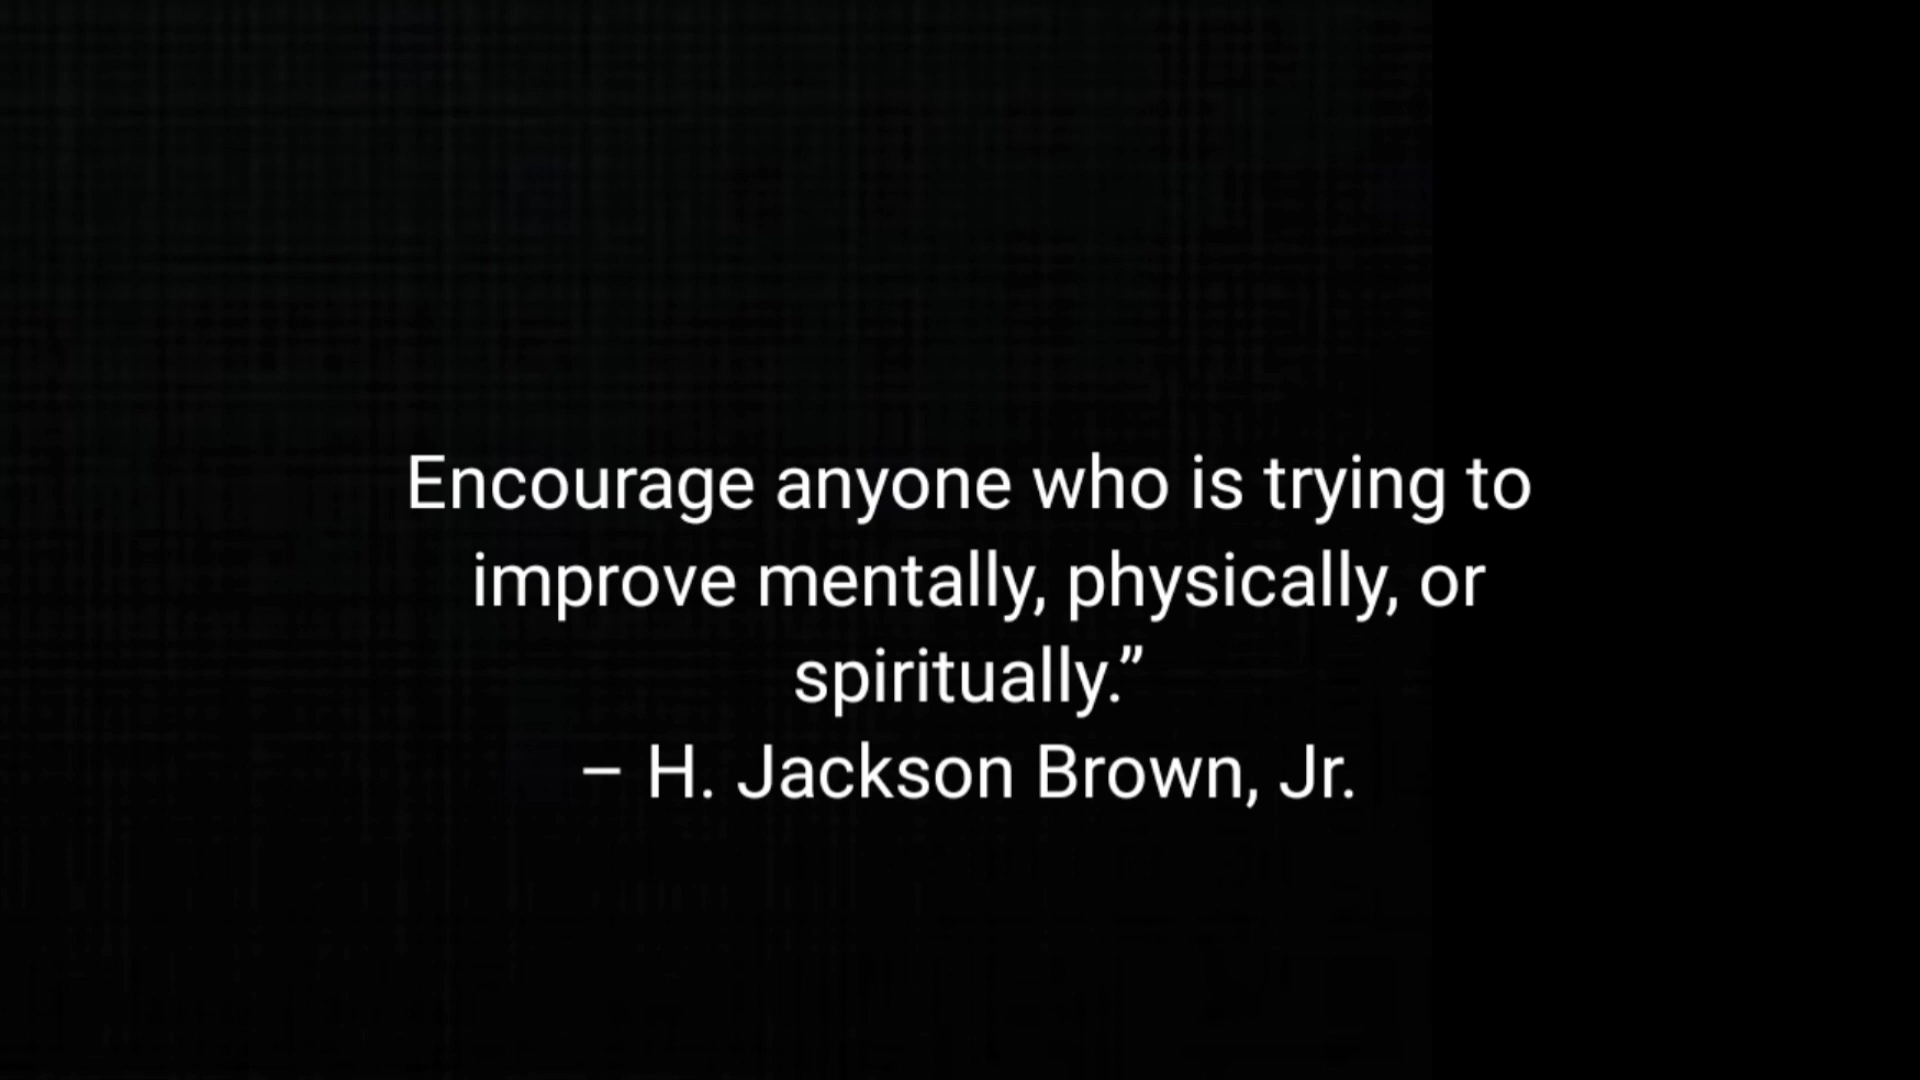 Encourage anyone who is trying to
improve mentally, physically, or
spiritually.”
– H. Jackson Brown, Jr.